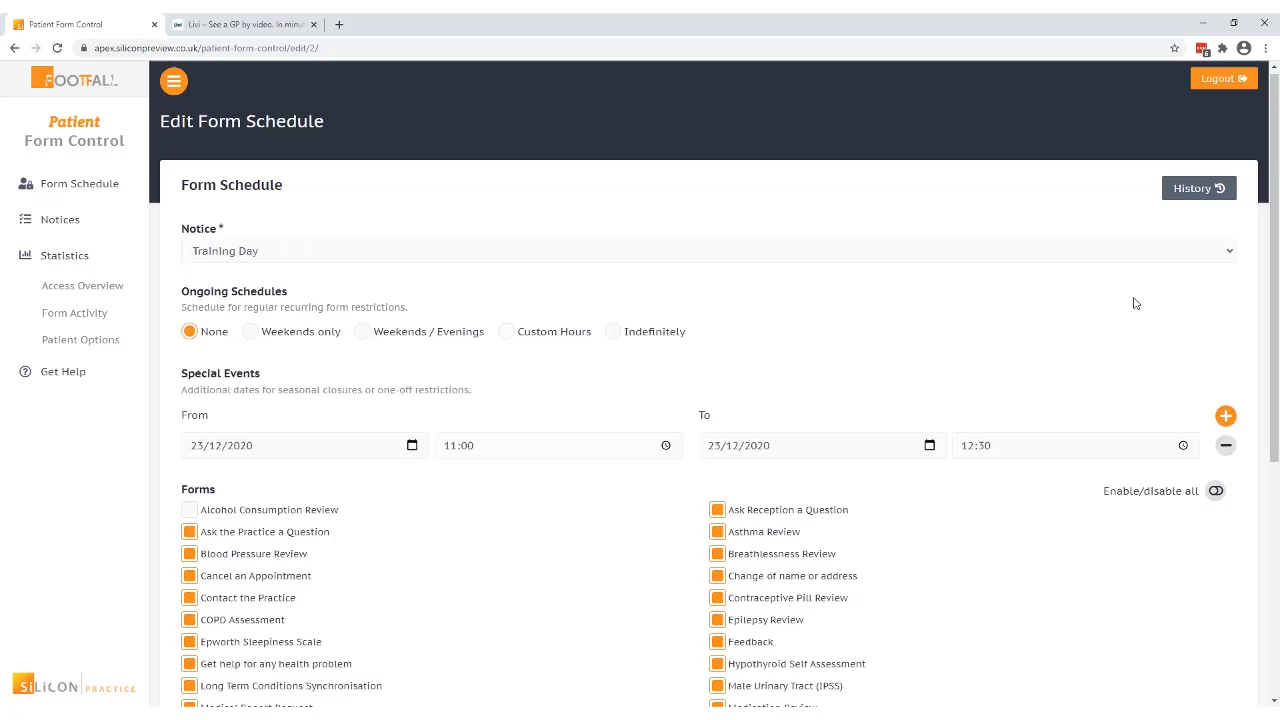 Patient Form Control
Livi – See a GP by video. In minut
apex.siliconpreview.co.uk/patient-form-control/edit/2/
6
FOOTFALL
Logout
Patient
Form Control
Edit Form Schedule
Form Schedule
Notices
Statistics
Access Overview
Form Activity
Patient Options
Get Help
SiLiCON PRACTICE
Form Schedule
History
Notice *
Training Day
Ongoing Schedules
Schedule for regular recurring form restrictions.
None Weekends only Weekends / Evenings Custom Hours Indefinitely
Special Events
Additional dates for seasonal closures or one-off restrictions.
From To
23/12/2020 11:00 23/12/2020 12:30
Forms Enable/disable all
Alcohol Consumption Review Ask Reception a Question
Ask the Practice a Question Asthma Review
Blood Pressure Review Breathlessness Review
Cancel an Appointment Change of name or address
Contact the Practice Contraceptive Pill Review
COPD Assessment Epilepsy Review
Epworth Sleepiness Scale Feedback
Get help for any health problem Hypothyroid Self Assessment
Long Term Conditions Synchronisation Male Urinary Tract (IPSS)
Medical Report Request Medication Review